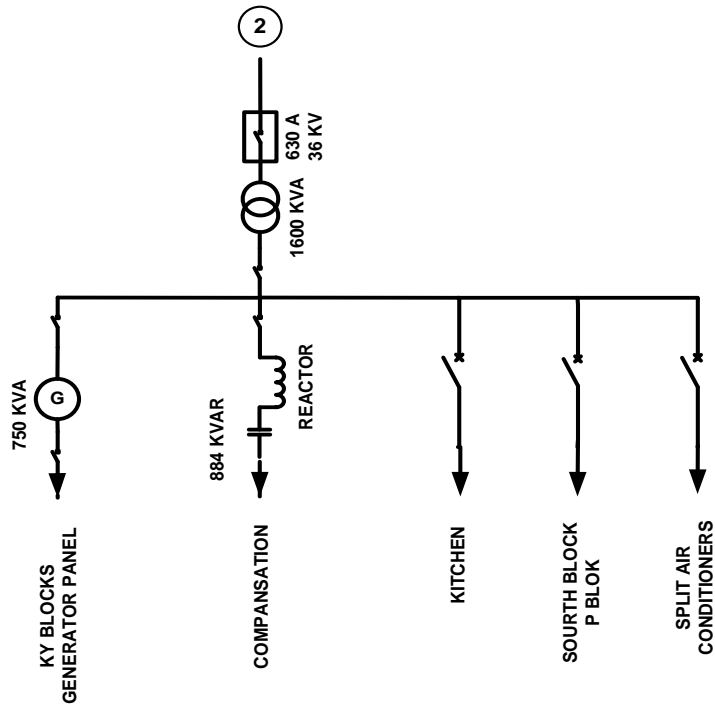 2
630 A
36 KV
1600 KVA
750 KVA
G
884 KVAR
REACTOR
KY BLOCKS
GENERATOR PANEL
COMPANSATION
KITCHEN
SOURTH BLOCK
P BLOK
SPLIT AIR
CONDITIONERS